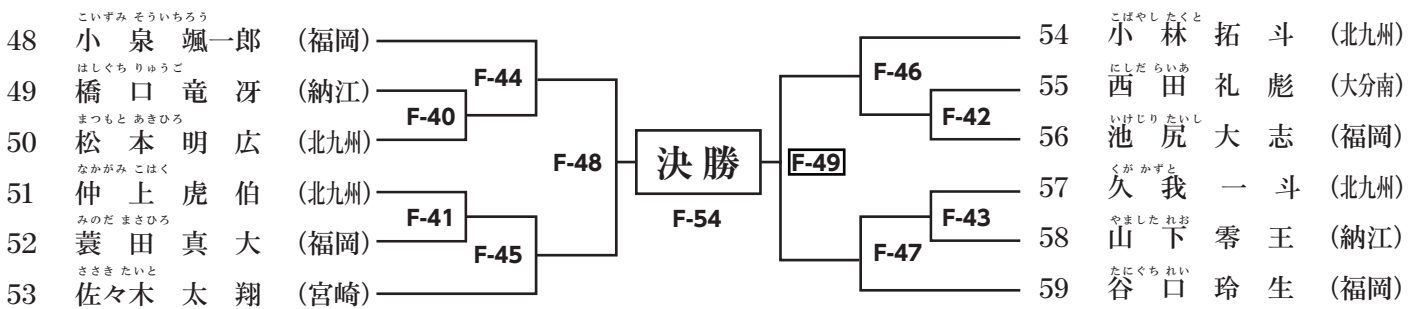 こいずみ そういちろう
48 小泉 颯一郎 (福岡)
はしぐち りゅうご
49 橋口 竜冴 (納江)
まつもと あきひろ
50 松本 明広 (北九州)
なかがみ こはく
51 仲上 虎伯 (北九州)
みのだ まさひろ
52 蓑田 真大 (福岡)
ささき たいと
53 佐々木 太翔 (宮崎)
F-44
F-40
F-41
F-45
F-48
決勝
F-54
F-49
F-46
F-42
F-43
F-47
こばやし たくと
54 小林 拓斗 (北九州)
にしだ らいあ
55 西田 礼彪 (大分南)
いけじり たいし
56 池尻 大志 (福岡)
くが かずと
57 久我 一斗 (北九州)
やました れお
58 山下 零王 (納江)
たにぐち れい
59 谷口 玲生 (福岡)